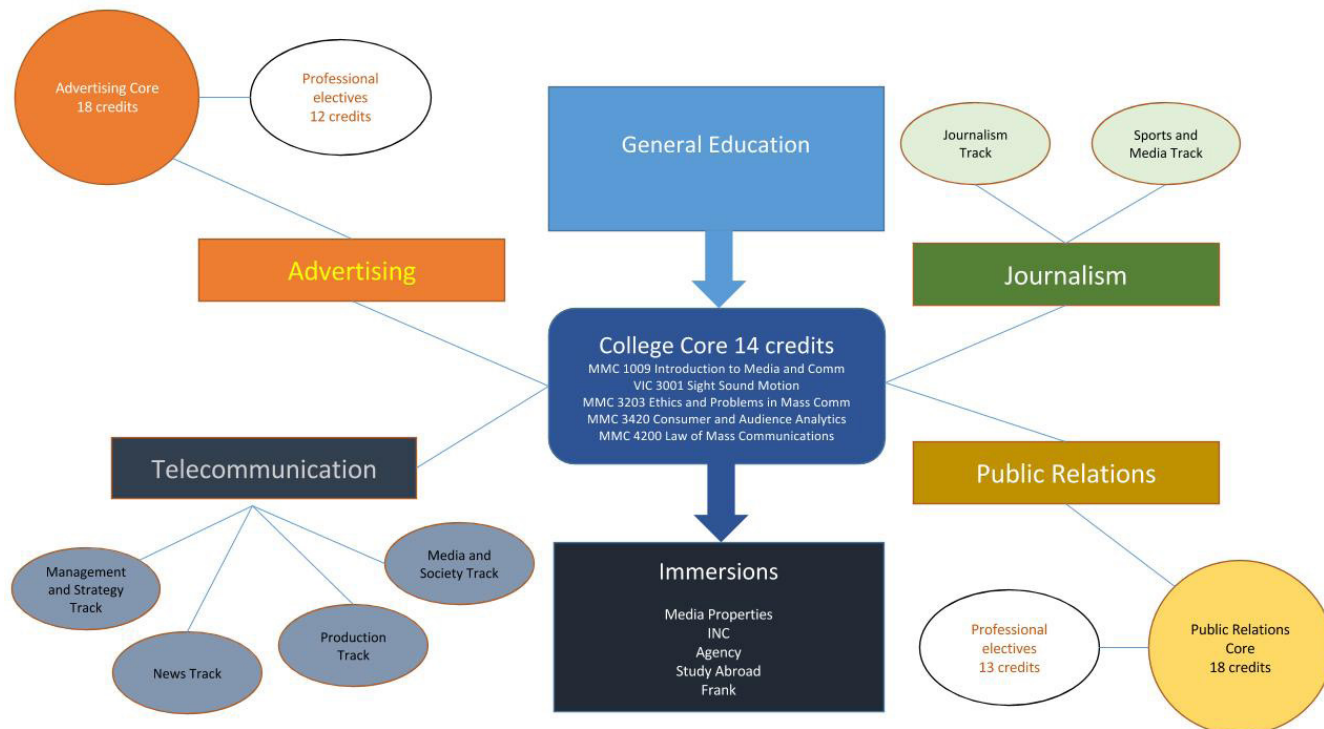 Advertising Core
18 credits
Professional
electives
12 credits
General Education
Journalism
Track
Sports and
Media Track
Advertising
Journalism
College Core 14 credits
MMC 1009 Introduction to Media and Comm
VIC 3001 Sight Sound Motion
MMC 3203 Ethics and Problems in Mass Comm
MMC 3420 Consumer and Audience Analytics
MMC 4200 Law of Mass Communications
Telecommunication
Public Relations
Management
and Strategy
Track
News Track
Production
Track
Media and
Society Track
Immersions
Media Properties
INC
Agency
Study Abroad
Frank
Professional
electives
13 credits
Public Relations
Core
18 credits